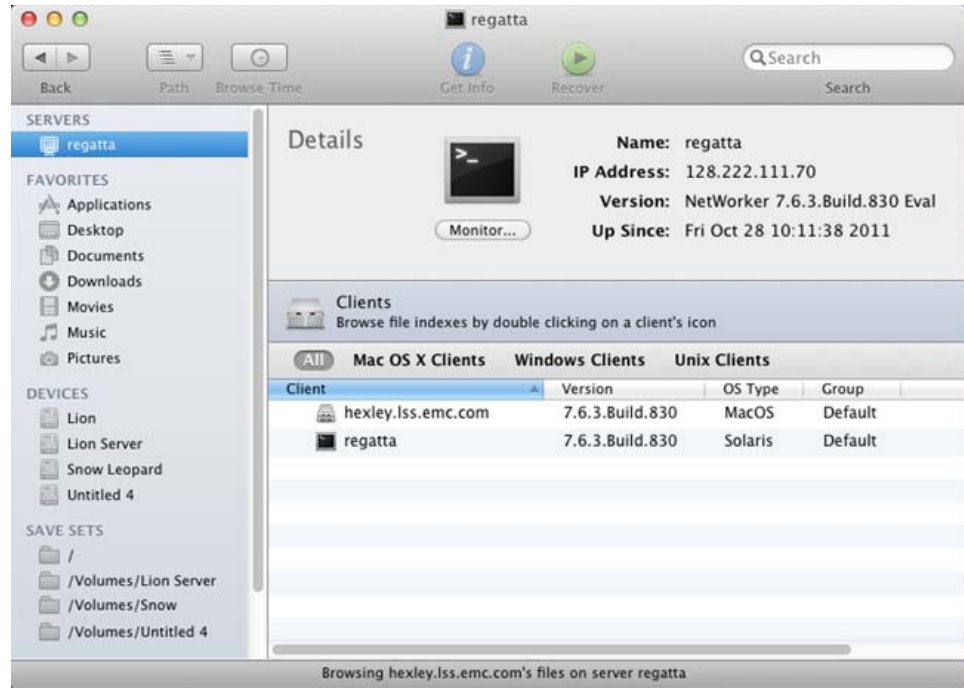 regatta
Back Path Browse Time Get Info Recover Search
Search
SERVERS
regatta
FAVORITES
Applications
Desktop
Documents
Downloads
Movies
Music
Pictures
DEVICES
Lion
Lion Server
Snow Leopard
Untitled 4
SAVE SETS
/
/Volumes/Lion Server
/Volumes/Snow
/Volumes/Untitled 4
Details
>_
Monitor...
Name: regatta
IP Address: 128.222.111.70
Version: NetWorker 7.6.3.Build.830 Eval
Up Since: Fri Oct 28 10:11:38 2011
Clients
Browse file indexes by double clicking on a client's icon
All Mac OS X Clients Windows Clients Unix Clients
Client Version OS Type Group
hexley.lss.emc.com 7.6.3.Build.830 MacOS Default
regatta 7.6.3.Build.830 Solaris Default
Browsing hexley.lss.emc.com's files on server regatta